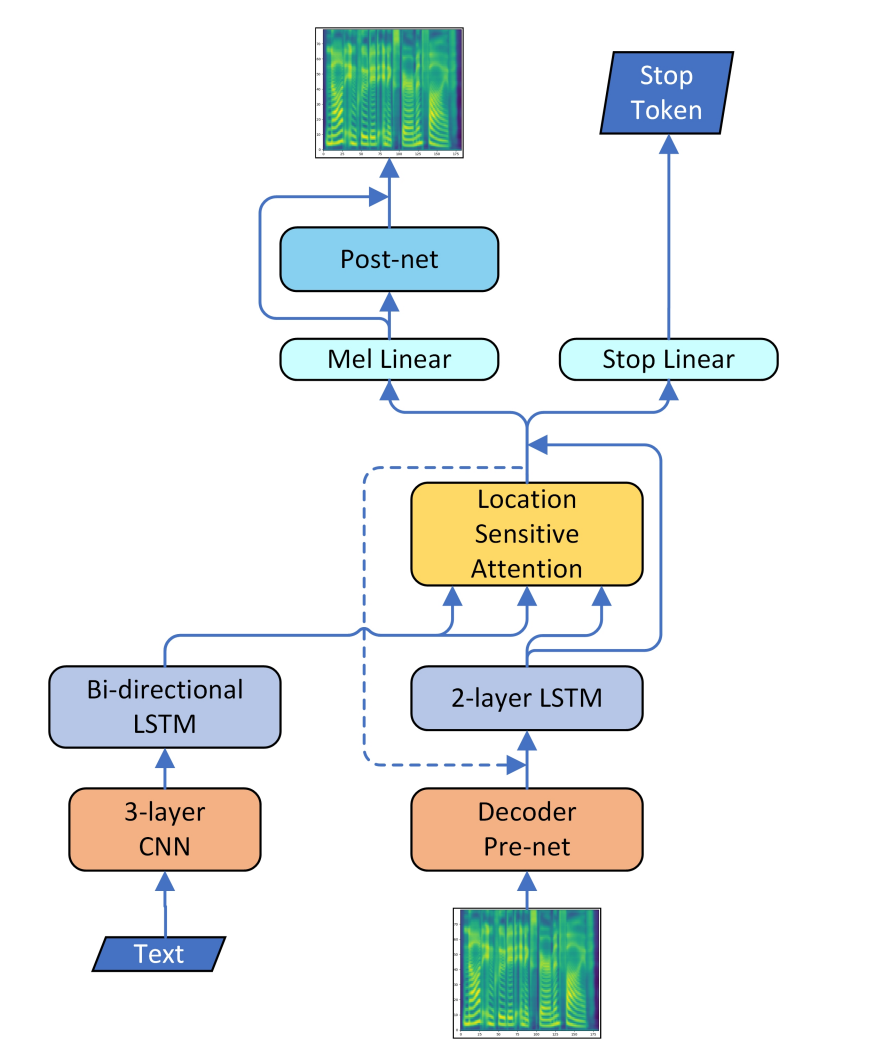 Stop
Token
Post-net
Mel Linear
Stop Linear
Location
Sensitive
Attention
Bi-directional
LSTM
2-layer LSTM
3-layer
CNN
Decoder
Pre-net
Text